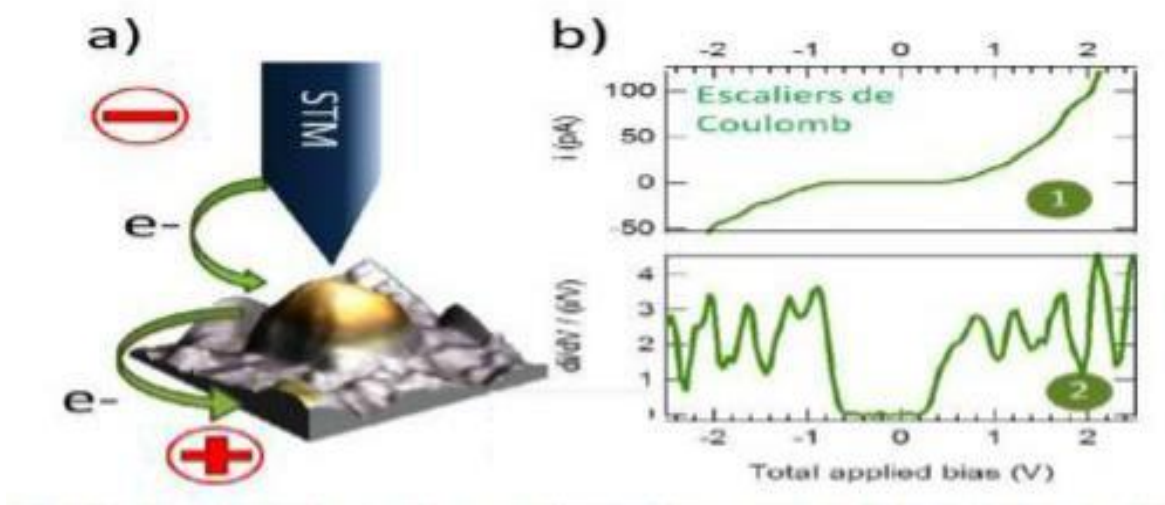 a)
STM
e-
e-
b)
-2 -1 0 1 2
Escaliers de
Coulomb
i (pA)
100
50
0
-50
1
di/dV / (i/V)
4
3
2
1
2
-2 -1 0 1 2
Total applied bias (V)